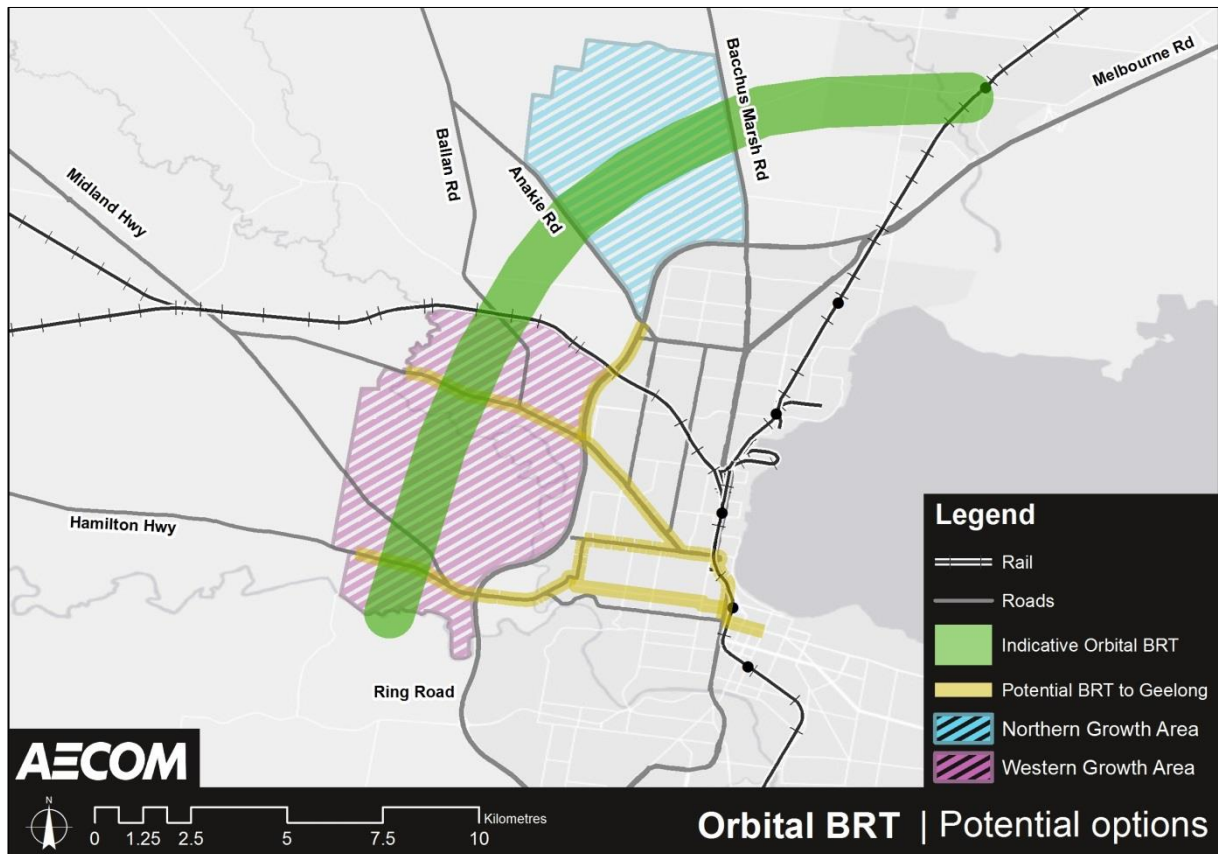 Bacchus Marsh Rd
Melbourne Rd
Ballan Rd
Midland Hwy
Anakie Rd
Hamilton Hwy
Ring Road
Legend
Rail
Roads
Indicative Orbital BRT
Potential BRT to Geelong
Northern Growth Area
Western Growth Area
AECOM
N
Kilometres
0 1.25 2.5 5 7.5 10
Orbital BRT | Potential options